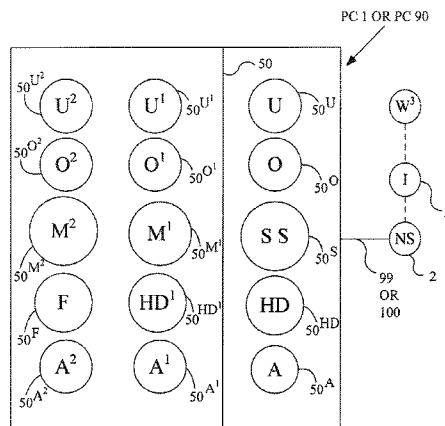 PC 1 OR PC 90
50
50U²
U²
U¹
50U¹
U
50U
W³
50O²
O²
O¹
50O¹
O
50O
I
M²
50M²
M¹
50M¹
S S
50S
NS
2
99
OR
100
F
50F
HD¹
50HD¹
HD
50HD
A²
50A²
A¹
50A¹
A
50A